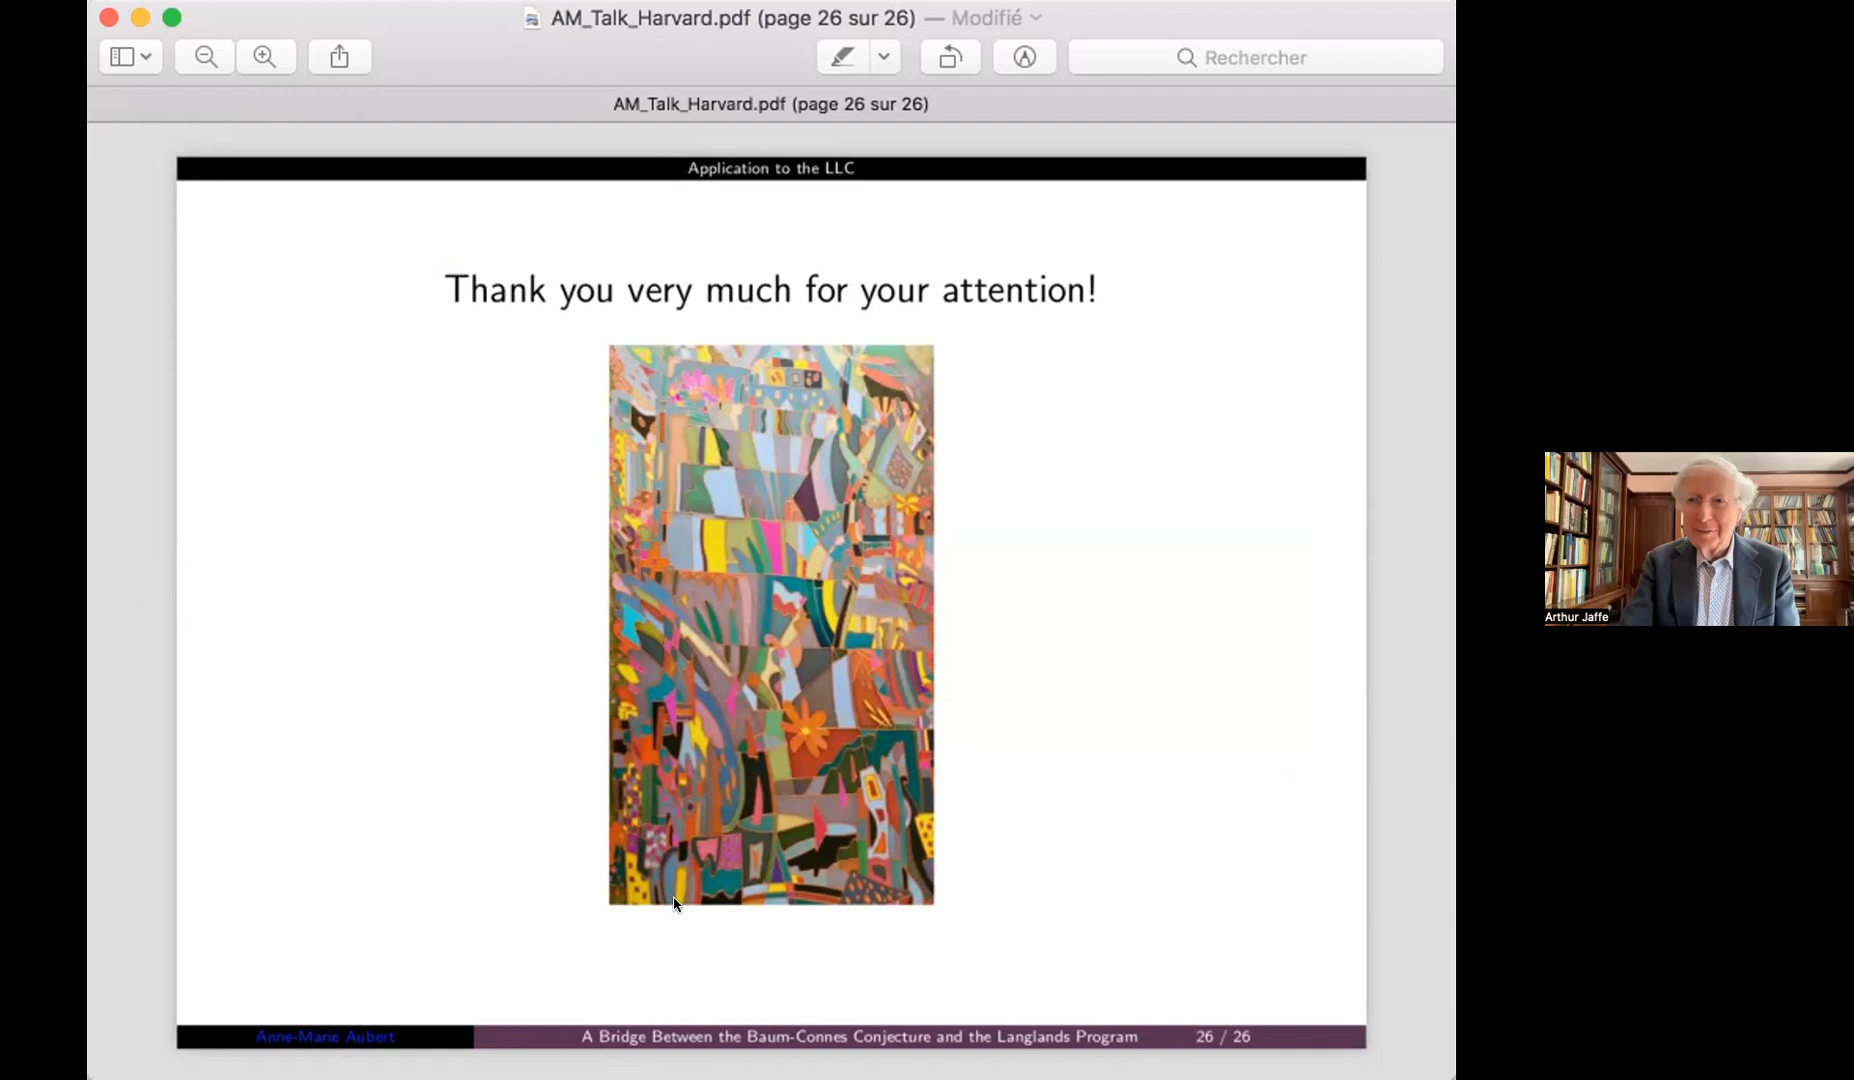 AM_Talk_Harvard.pdf (page 26 sur 26) — Modifié
Rechercher
AM_Talk_Harvard.pdf (page 26 sur 26)
Application to the LLC
Thank you very much for your attention!
Arthur Jaffe
Anne-Marie Aubert
A Bridge Between the Baum-Connes Conjecture and the Langlands Program
26 / 26